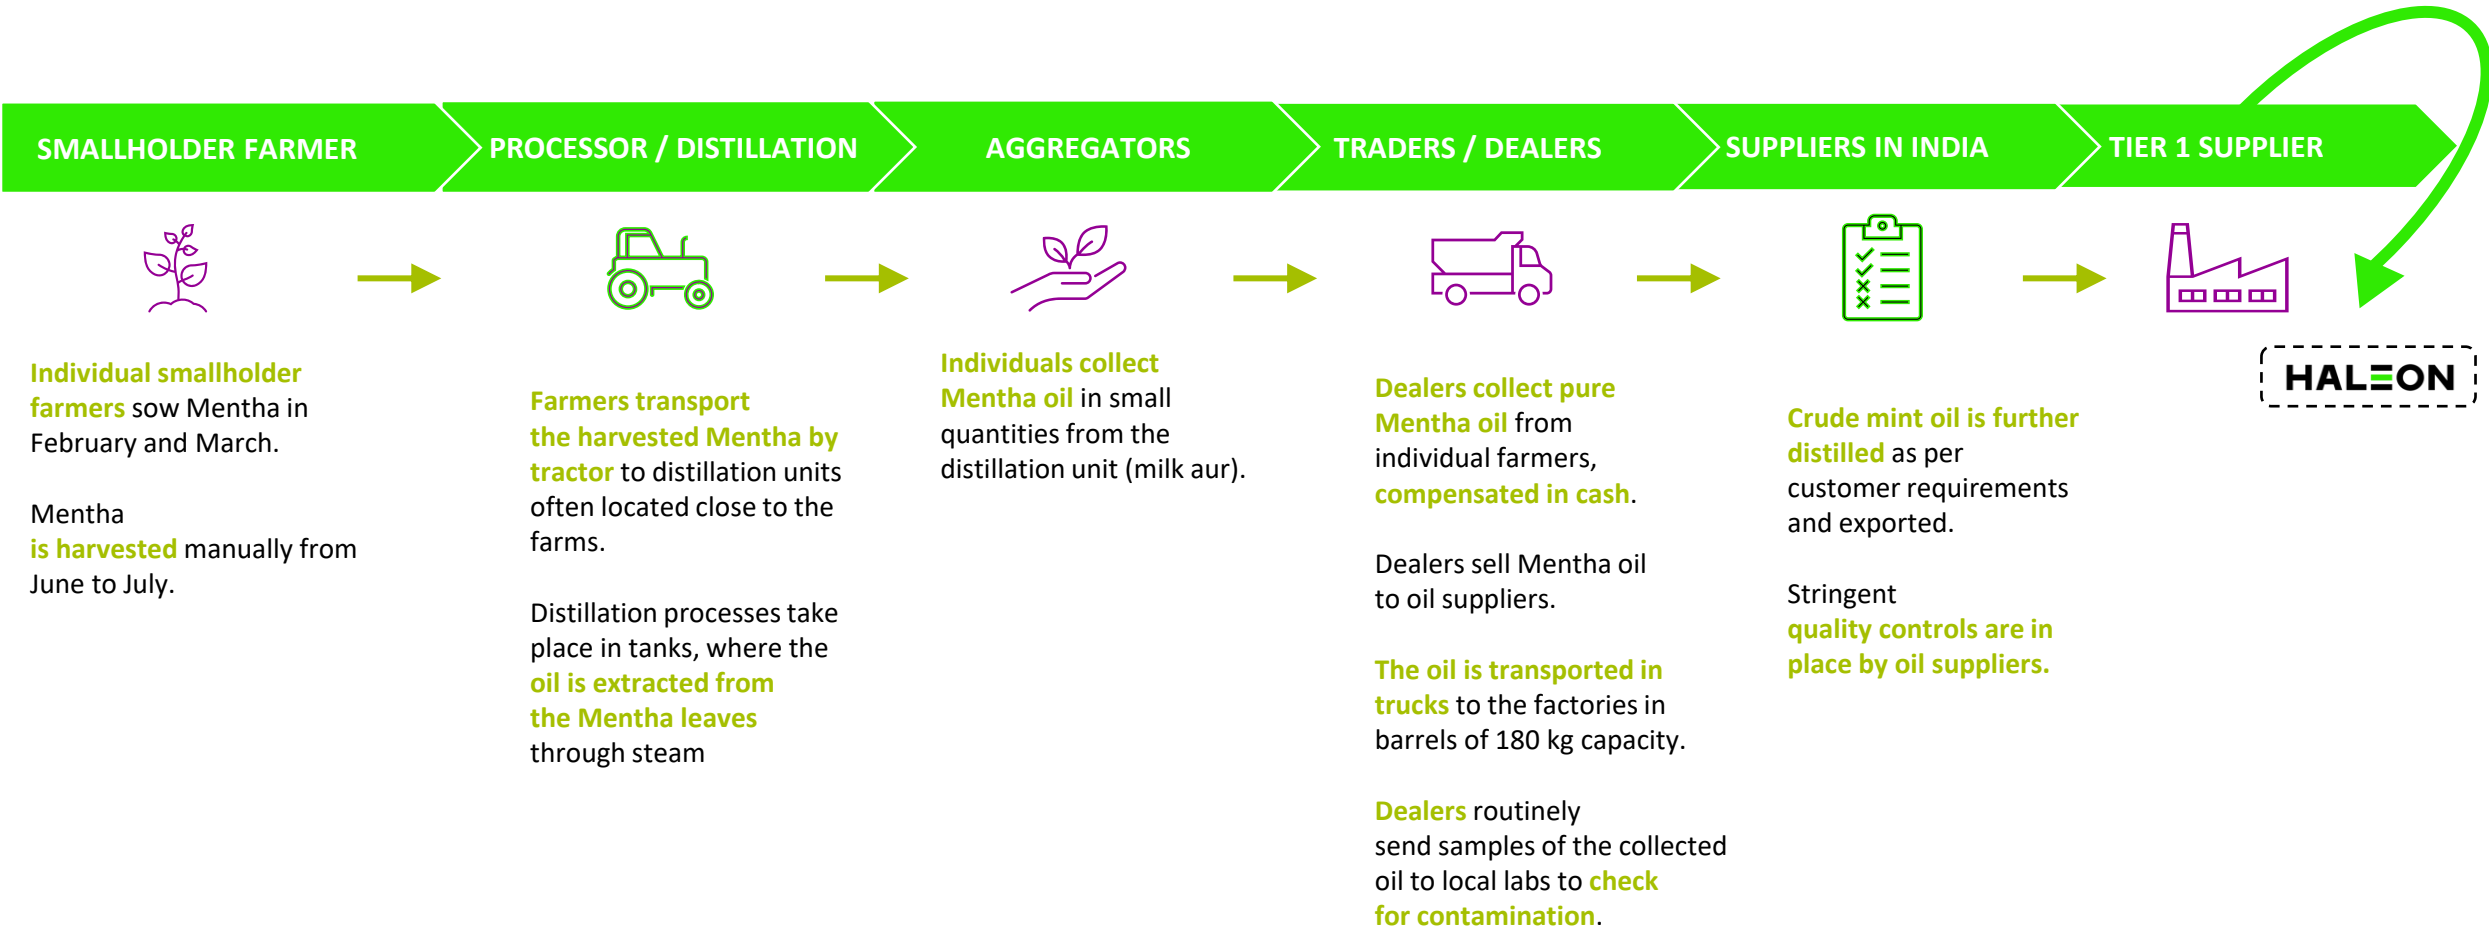 SMALLHOLDER FARMER
PROCESSOR / DISTILLATION
AGGREGATORS
TRADERS / DEALERS
SUPPLIERS IN INDIA
TIER 1 SUPPLIER
Individual smallholder
farmers sow Mentha in
February and March.
Mentha
is harvested manually from
June to July.
Farmers transport
the harvested Mentha by
tractor to distillation units
often located close to the
farms.
Distillation processes take
place in tanks, where the
oil is extracted from
the Mentha leaves
through steam
Individuals collect
Mentha oil in small
quantities from the
distillation unit (milk aur).
Dealers collect pure
Mentha oil from
individual farmers,
compensated in cash.
Dealers sell Mentha oil
to oil suppliers.
The oil is transported in
trucks to the factories in
barrels of 180 kg capacity.
Dealers routinely
send samples of the collected
oil to local labs to check
for contamination.
Crude mint oil is further
distilled as per
customer requirements
and exported.
Stringent
quality controls are in
place by oil suppliers.
HALEON